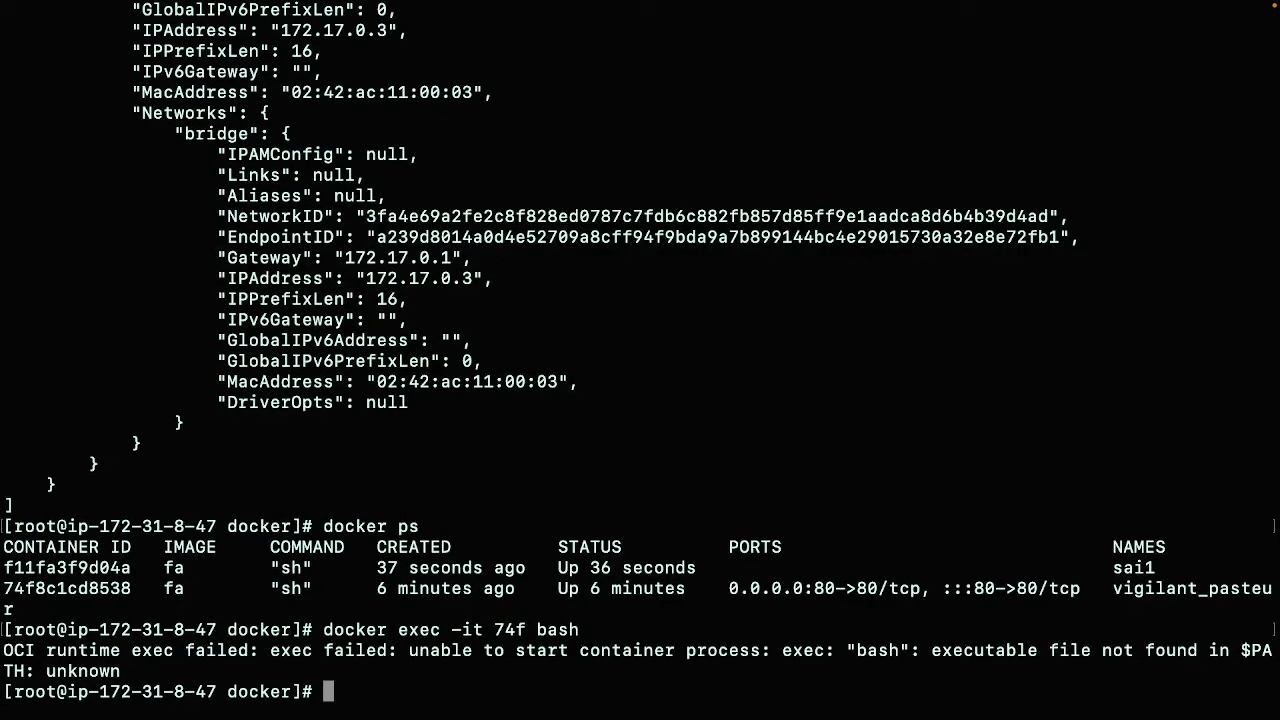 "GlobalIPv6PrefixLen": 0,
"IPAddress": "172.17.0.3",
"IPPrefixLen": 16,
"IPv6Gateway": "",
"MacAddress": "02:42:ac:11:00:03",
"Networks": {
"bridge": {
"IPAMConfig": null,
"Links": null,
"Aliases": null,
"NetworkID": "3fa4e69a2fe2c8f828ed0787c7fdb6c882fb857d85ff9e1aadca8d6b4b39d4ad",
"EndpointID": "a239d8014a0d4e52709a8cff94f9bda9a7b899144bc4e29015730a32e8e72fb1",
"Gateway": "172.17.0.1",
"IPAddress": "172.17.0.3",
"IPPrefixLen": 16,
"IPv6Gateway": "",
"GlobalIPv6Address": "",
"GlobalIPv6PrefixLen": 0,
"MacAddress": "02:42:ac:11:00:03",
"DriverOpts": null
}
}
}
}
]
[root@ip-172-31-8-47 docker]# docker ps
CONTAINER ID   IMAGE     COMMAND   CREATED          STATUS          PORTS                               NAMES
f11fa3f9d04a   fa        "sh"      37 seconds ago   Up 36 seconds                                       sai1
74f8c1cd8538   fa        "sh"      6 minutes ago    Up 6 minutes    0.0.0.0:80->80/tcp, :::80->80/tcp   vigilant_pasteu
r
[root@ip-172-31-8-47 docker]# docker exec -it 74f bash
OCI runtime exec failed: exec failed: unable to start container process: exec: "bash": executable file not found in $PA
TH: unknown
[root@ip-172-31-8-47 docker]#